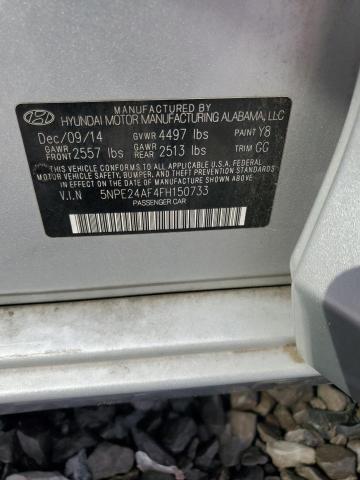 MANUFACTURED BY
HYUNDAI MOTOR MANUFACTURING ALABAMA, LLC
Dec/09/14 GVWR 4497 lbs PAINT Y8
GAWR FRONT 2557 lbs GAWR REAR 2513 lbs TRIM GG
THIS VEHICLE CONFORMS TO ALL APPLICABLE U.S. FEDERAL
MOTOR VEHICLE SAFETY, BUMPER, AND THEFT PREVENTION
STANDARDS IN EFFECT ON THE DATE OF MANUFACTURE SHOWN ABOVE.
V.I.N 5NPE24AF4FH150733
PASSENGER CAR